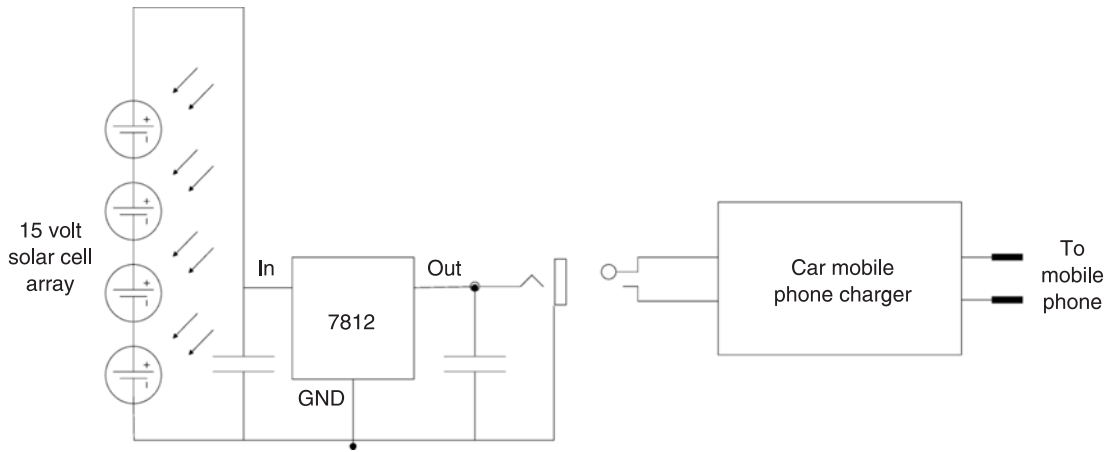 15 volt
solar cell
array
In
Out
7812
GND
Car mobile
phone charger
To
mobile
phone